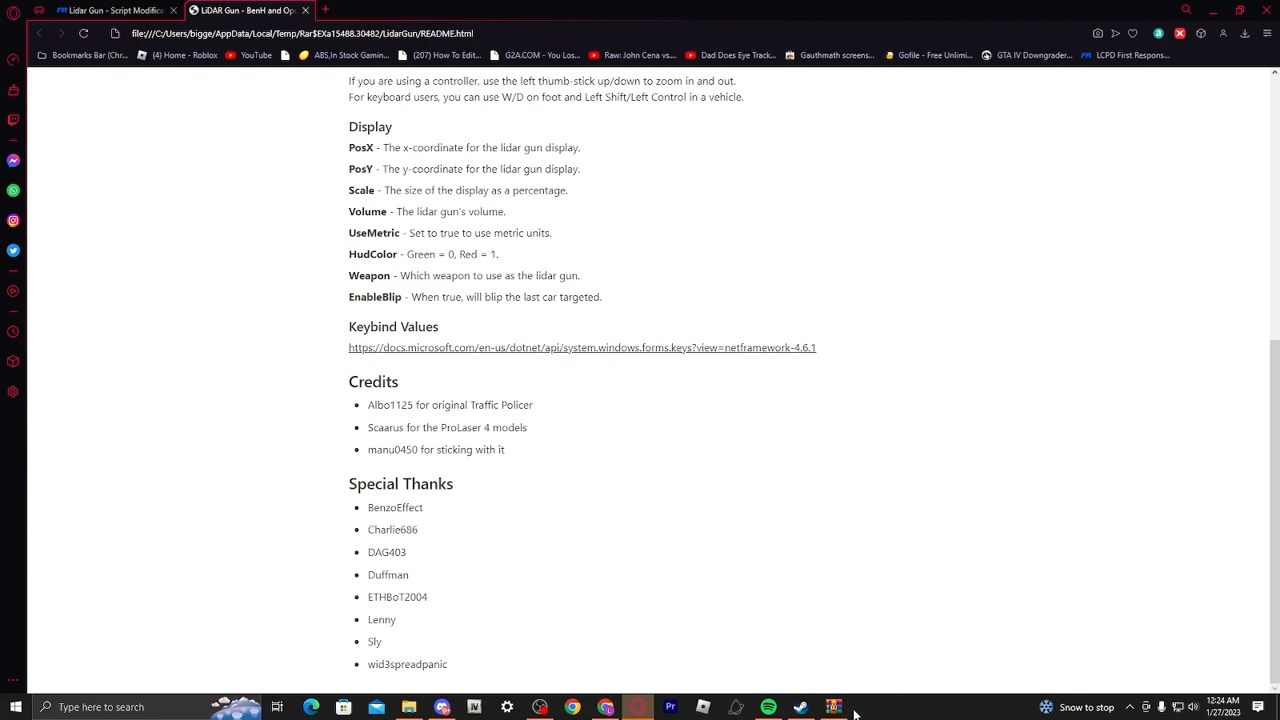 Lidar Gun - Script Modifica
LiDAR Gun - BenH and Op
file:///C:/Users/bigge/AppData/Local/Temp/Rar$EXa15488.30482/LidarGun/README.html
Bookmarks Bar (Chr...
(4) Home - Roblox
YouTube
ABS,In Stock Gamin...
(207) How To Edit...
G2A.COM - You Los...
Raw: John Cena vs....
Dad Does Eye Track...
Gauthmath screens...
Gofile - Free Unlimi...
GTA IV Downgrader...
LCPD First Respons...
If you are using a controller, use the left thumb-stick up/down to zoom in and out.
For keyboard users, you can use W/D on foot and Left Shift/Left Control in a vehicle.
Display
PosX - The x-coordinate for the lidar gun display.
PosY - The y-coordinate for the lidar gun display.
Scale - The size of the display as a percentage.
Volume - The lidar gun's volume.
UseMetric - Set to true to use metric units.
HudColor - Green = 0, Red = 1.
Weapon - Which weapon to use as the lidar gun.
EnableBlip - When true, will blip the last car targeted.
Keybind Values
https://docs.microsoft.com/en-us/dotnet/api/system.windows.forms.keys?view=netframework-4.6.1
Credits
Albo1125 for original Traffic Policer
Scaarus for the ProLaser 4 models
manu0450 for sticking with it
Special Thanks
BenzoEffect
Charlie686
DAG403
Duffman
ETHBoT2004
Lenny
Sly
wid3spreadpanic
Type here to search
Snow to stop
12:24 AM
1/27/2023